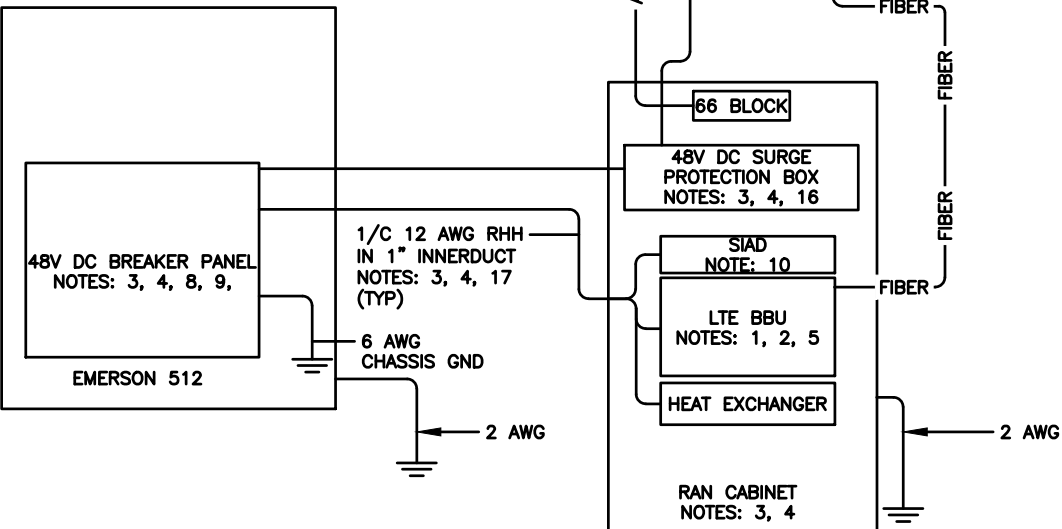 FIBER
FIBER
66 BLOCK
48V DC SURGE
PROTECTION BOX
NOTES: 3, 4, 16
FIBER
1/C 12 AWG RHH
IN 1" INNERDUCT
NOTES: 3, 4, 17
(TYP)
SIAD
NOTE: 10
48V DC BREAKER PANEL
NOTES: 3, 4, 8, 9,
FIBER
LTE BBU
NOTES: 1, 2, 5
6 AWG
CHASSIS GND
EMERSON 512
HEAT EXCHANGER
2 AWG
2 AWG
RAN CABINET
NOTES: 3, 4